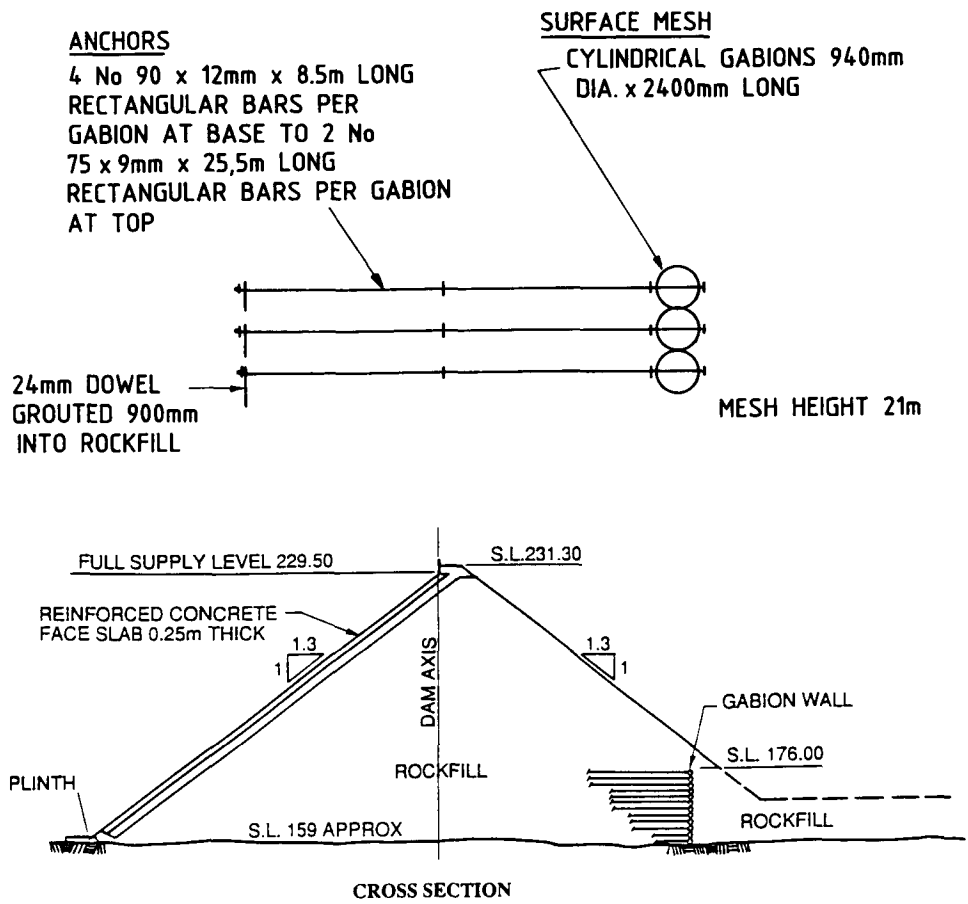 ANCHORS
4 No 90 x 12mm x 8.5m LONG
RECTANGULAR BARS PER
GABION AT BASE TO 2 No
75 x 9mm x 25,5m LONG
RECTANGULAR BARS PER GABION
AT TOP
SURFACE MESH
CYLINDRICAL GABIONS 940mm
DIA. x 2400mm LONG
24mm DOWEL
GROUTED 900mm
INTO ROCKFILL
MESH HEIGHT 21m
FULL SUPPLY LEVEL 229.50
S.L.231.30
REINFORCED CONCRETE
FACE SLAB 0.25m THICK
1.3
1
DAM AXIS
1.3
1
GABION WALL
S.L. 176.00
ROCKFILL
PLINTH
S.L. 159 APPROX
ROCKFILL
CROSS SECTION